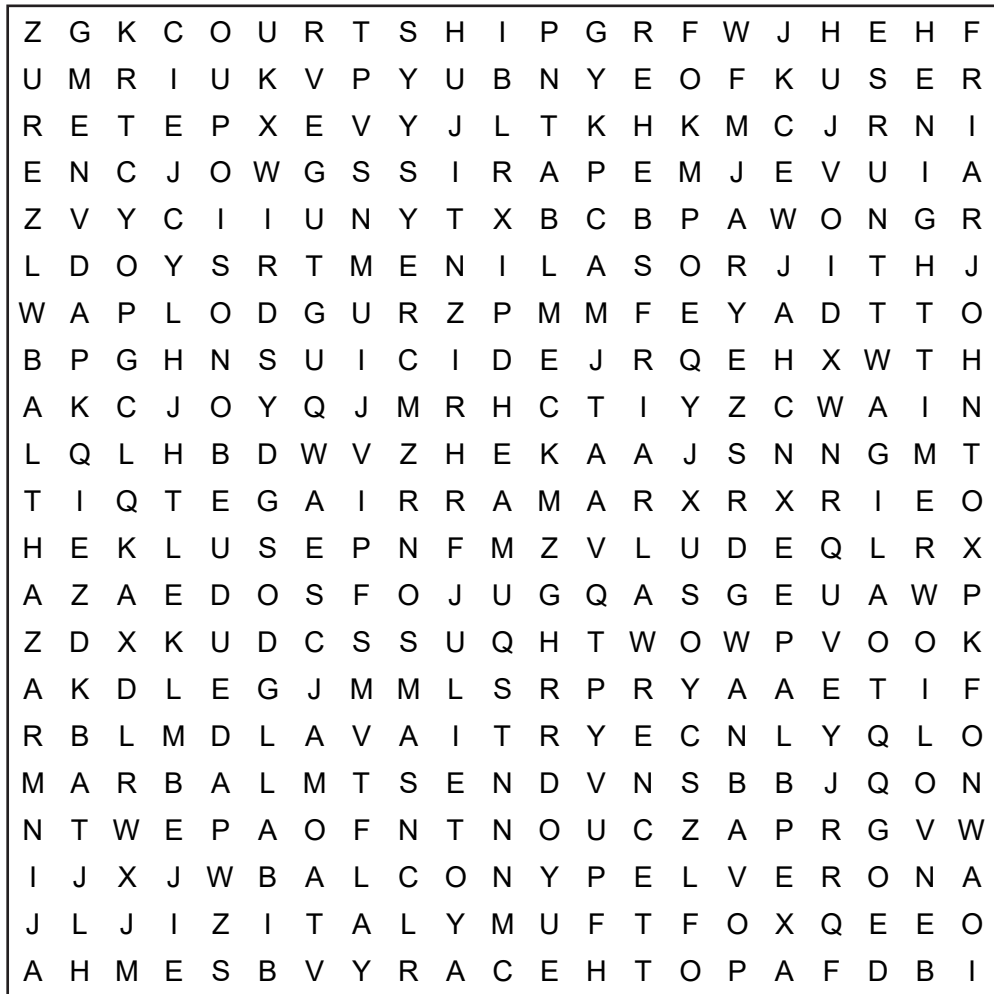 Z G K C O U R T S H I P G R F W J H E H F
U M R I U K V P Y U B N Y E O F K U S E R
R E T E P X E V Y J L T K H K M C J R N I
E N C J O W G S S I R A P E M J E V U I A
Z V Y C I I U N Y T X B C B P A W O N G R
L D O Y S R T M E N I L A S O R J I T H J
W A P L O D G U R Z P M M F E Y A D T T O
B P G H N S U I C I D E J R Q E H X W T H
A K C J O Y Q J M R H C T I Y Z C W A I N
L Q L H B D W V Z H E K A A J S N N G M T
T I Q T E G A I R R A M A R X R X R I E O
H E K L U S E P N F M Z V L U D E Q L R X
A Z A E D O S F O J U G Q A S G E U A W P
Z D X K U D C S S U Q H T W O W P V O O K
A K D L E G J M M L S R P R Y A A E T I F
R B L M D L A V A I T R Y E C N L Y Q L O
M A R B A L M T S E N D V N S B B J Q O N
N T W E P A O F N T N O U C Z A P R G V W
I J X J W B A L C O N Y P E L V E R O N A
J L J I Z I T A L Y M U F T F O X Q E E O
A H M E S B V Y R A C E H T O P A F D B I